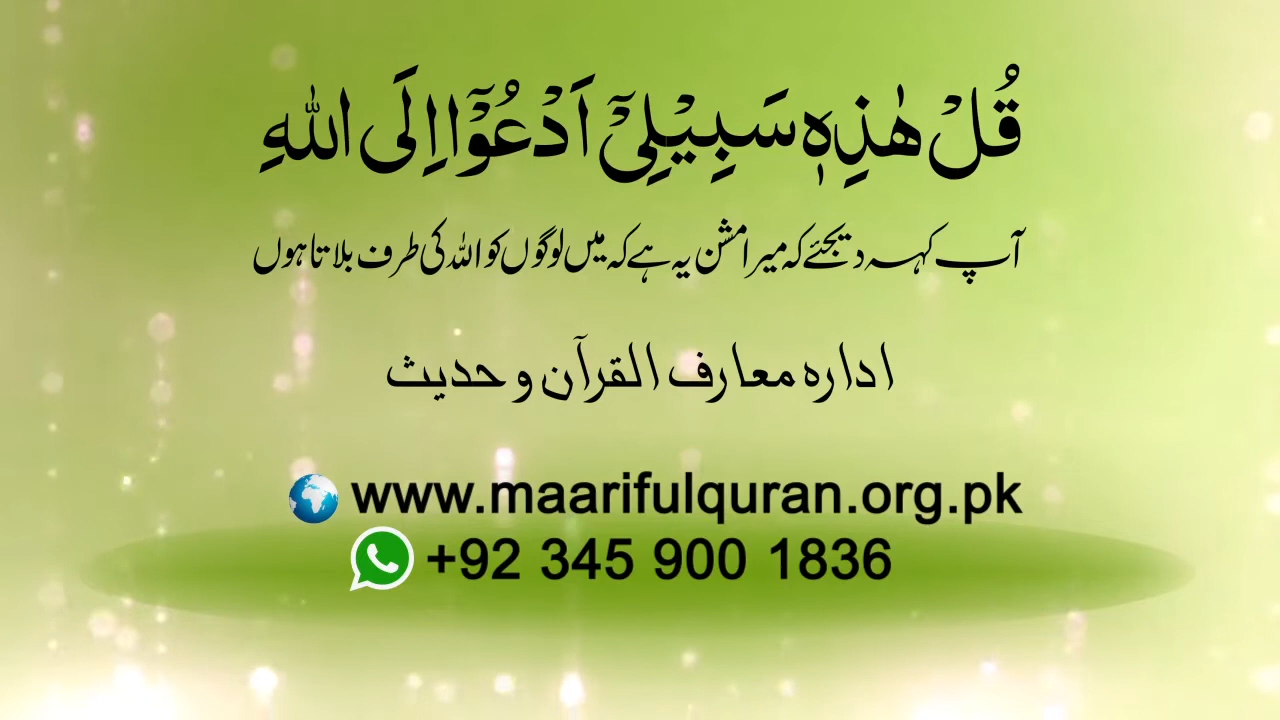 قُلْ هٰذِهٖ سَبِيْلِيْۤ اَدْعُوْۤا اِلَى اللّٰهِ
آپ کہہ دیجئے کہ میرا مشن یہ ہے کہ میں لوگوں کو اللہ کی طرف بلاتا ہوں
ادارہ معارف القرآن و حدیث
www.maarifulquran.org.pk
+92 345 900 1836